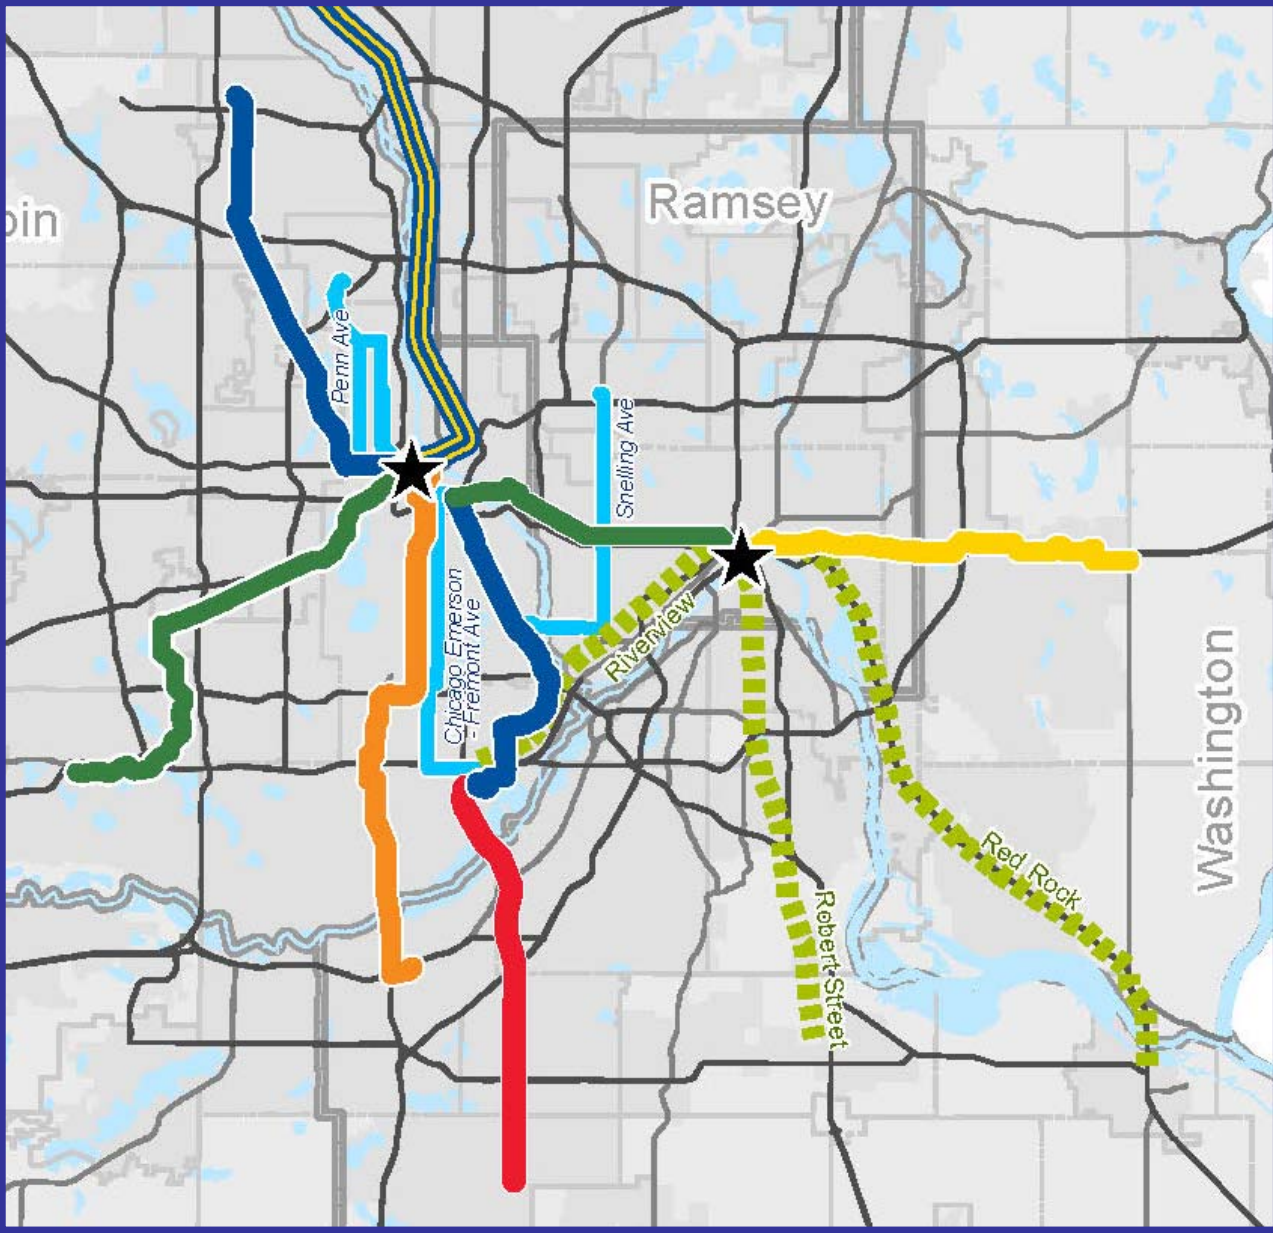 Ramsey
pin
Penn Ave
Snelling Ave
Chicago Emerson
- Fremont Ave
Riverview
Washington
Red Rock
Robert Street